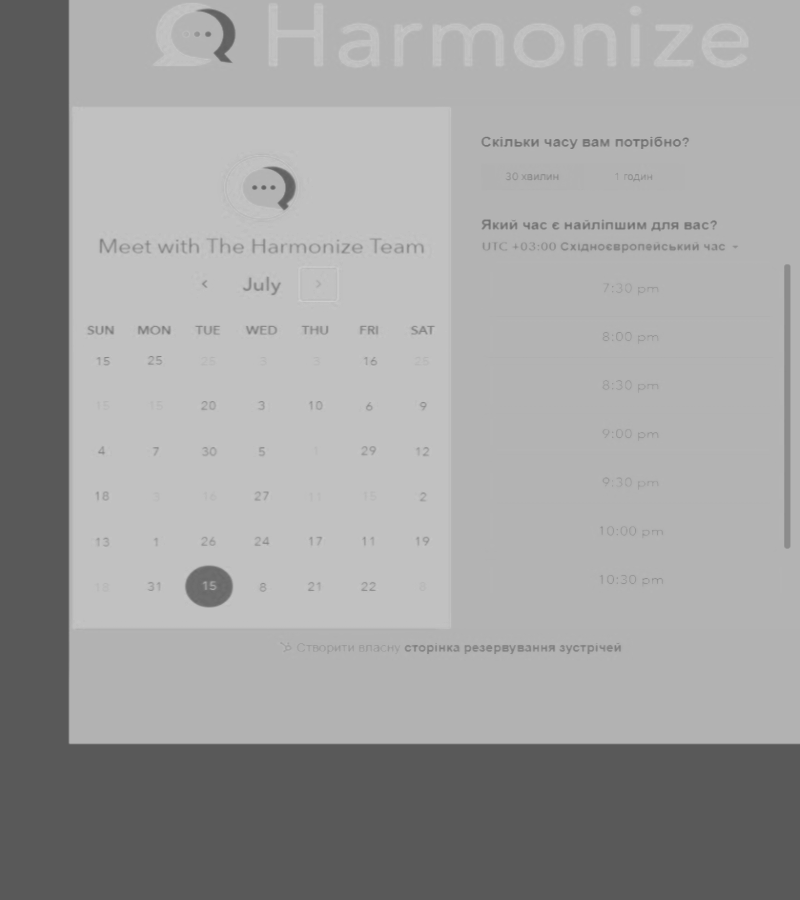 Harmonize
Meet with The Harmonize Team
July
SUN MON TUE WED THU FRI SAT
15 25 25 3 3 16 25
15 15 20 3 10 6 9
4 7 30 5 1 29 12
18 3 16 27 11 15 2
13 1 26 24 17 11 19
18 31 15 8 21 22 6
Скільки часу вам потрібно?
30 хвилин 1 годин
Який час є найліпшим для вас?
UTC +03:00 Східноєвропейський час
7:30 pm
8:00 pm
8:30 pm
9:00 pm
9:30 pm
10:00 pm
10:30 pm
Створити власну сторінка резервування зустрічей